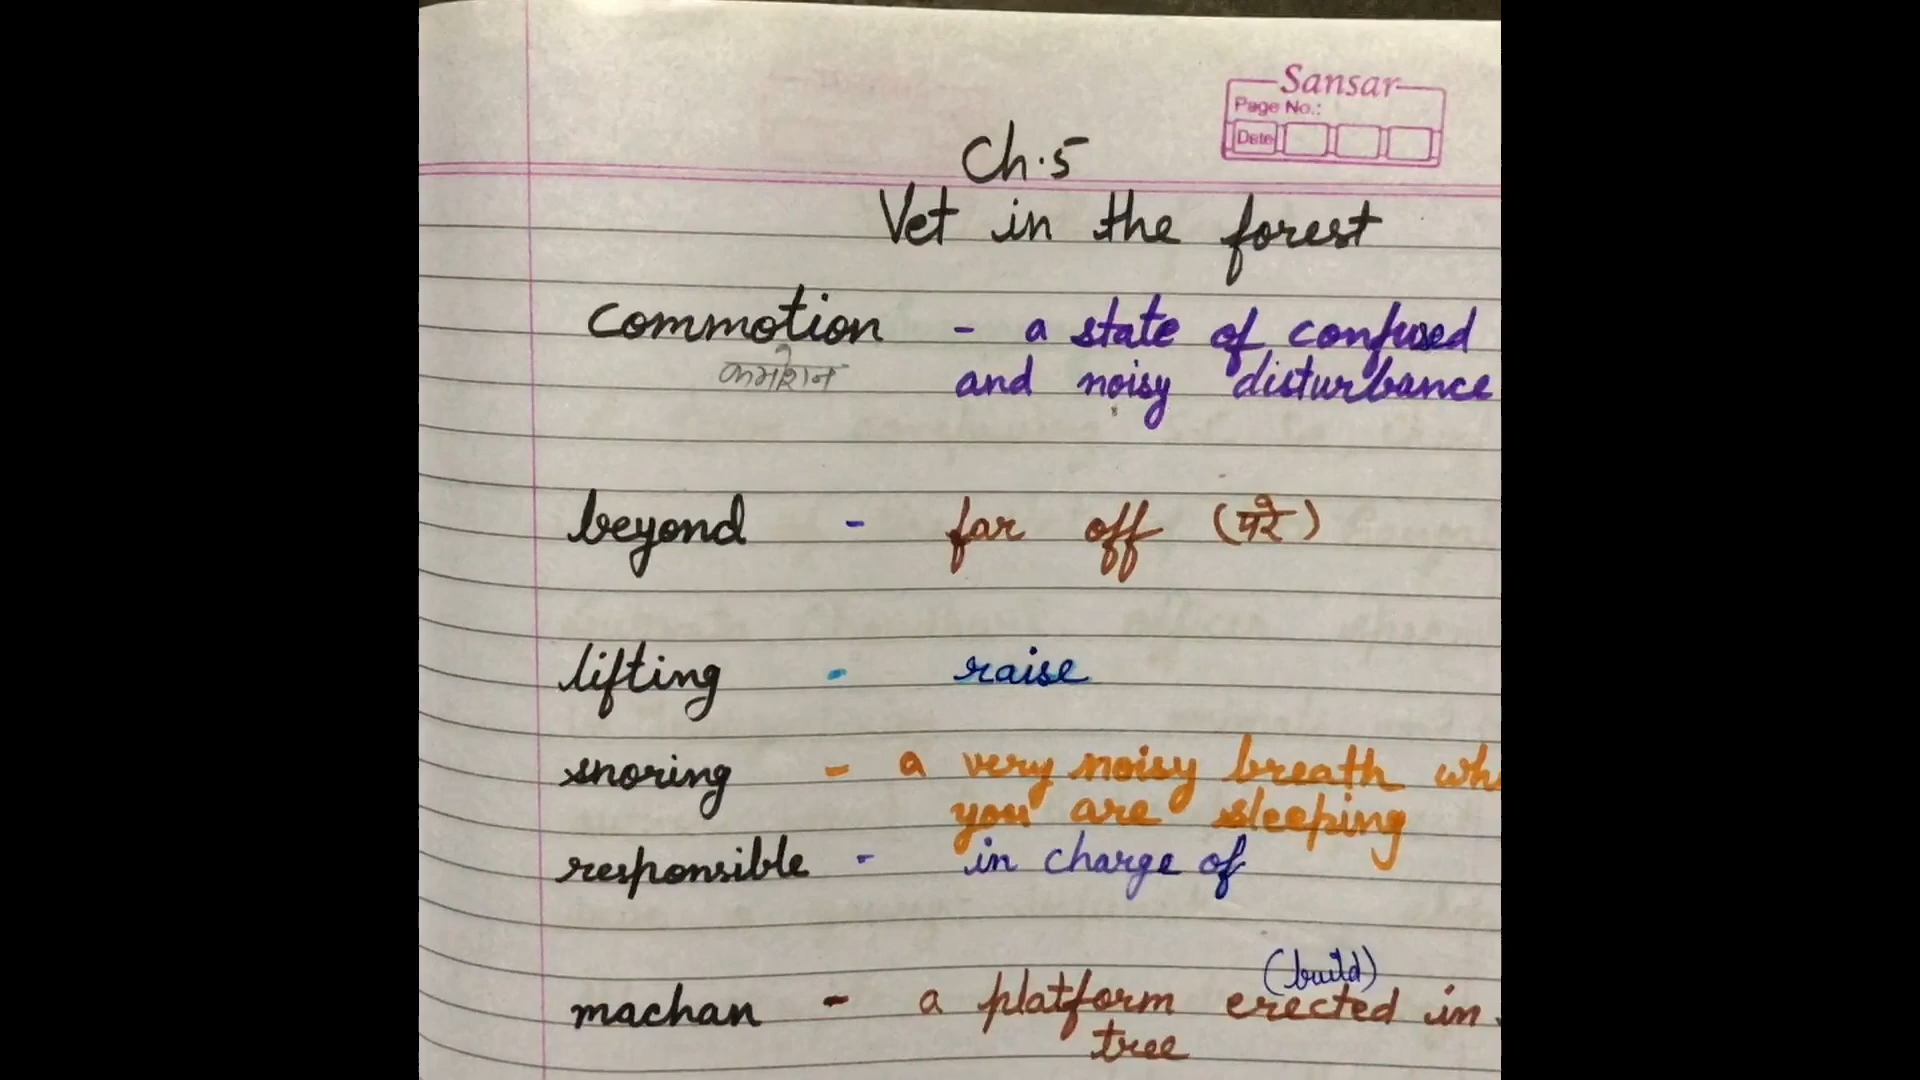 Sansar
Page No.:
Date
Ch.5
Vet in the forest
commotion - a state of confused
कमोशन and noisy disturbance
beyond - far off (परे)
lifting - raise
snoring - a very noisy breath wh
you are sleeping
responsible - in charge of
(build)
machan - a platform erected in
tree